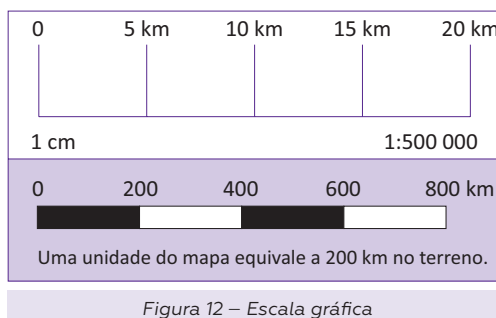 0 5 km 10 km 15 km 20 km
1 cm 1:500 000
0 200 400 600 800 km
Uma unidade do mapa equivale a 200 km no terreno.
Figura 12 – Escala gráfica